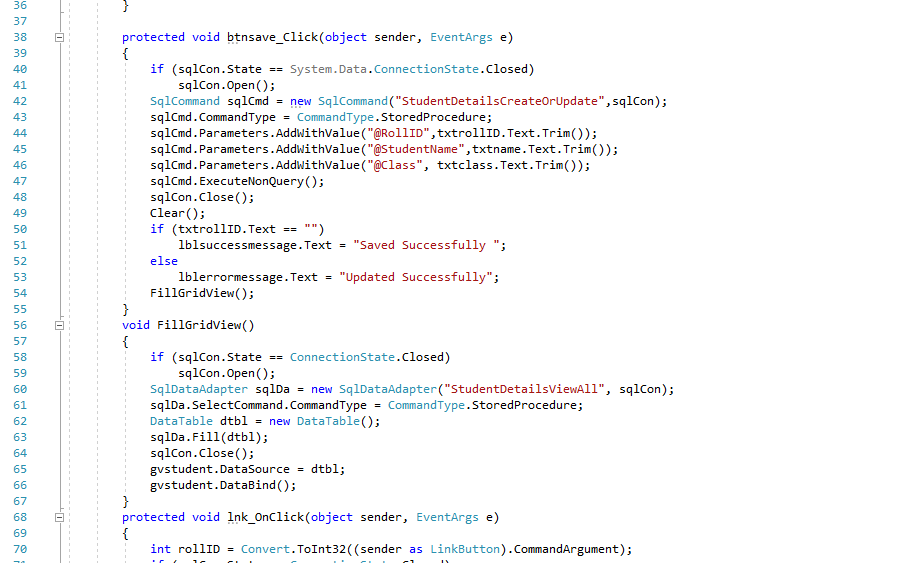 36 }
37
38 protected void btnsave_Click(object sender, EventArgs e)
39 {
40 if (sqlCon.State == System.Data.ConnectionState.Closed)
41 sqlCon.Open();
42 SqlCommand sqlCmd = new SqlCommand("StudentDetailsCreateOrUpdate",sqlCon);
43 sqlCmd.CommandType = CommandType.StoredProcedure;
44 sqlCmd.Parameters.AddWithValue("@RollID",txtrollID.Text.Trim());
45 sqlCmd.Parameters.AddWithValue("@StudentName",txtname.Text.Trim());
46 sqlCmd.Parameters.AddWithValue("@Class", txtclass.Text.Trim());
47 sqlCmd.ExecuteNonQuery();
48 sqlCon.Close();
49 Clear();
50 if (txtrollID.Text == "")
51 lblsuccessmessage.Text = "Saved Successfully ";
52 else
53 lblerrormessage.Text = "Updated Successfully";
54 FillGridView();
55 }
56 void FillGridView()
57 {
58 if (sqlCon.State == ConnectionState.Closed)
59 sqlCon.Open();
60 SqlDataAdapter sqlDa = new SqlDataAdapter("StudentDetailsViewAll", sqlCon);
61 sqlDa.SelectCommand.CommandType = CommandType.StoredProcedure;
62 DataTable dtbl = new DataTable();
63 sqlDa.Fill(dtbl);
64 sqlCon.Close();
65 gvstudent.DataSource = dtbl;
66 gvstudent.DataBind();
67 }
68 protected void lnk_OnClick(object sender, EventArgs e)
69 {
70 int rollID = Convert.ToInt32((sender as LinkButton).CommandArgument);